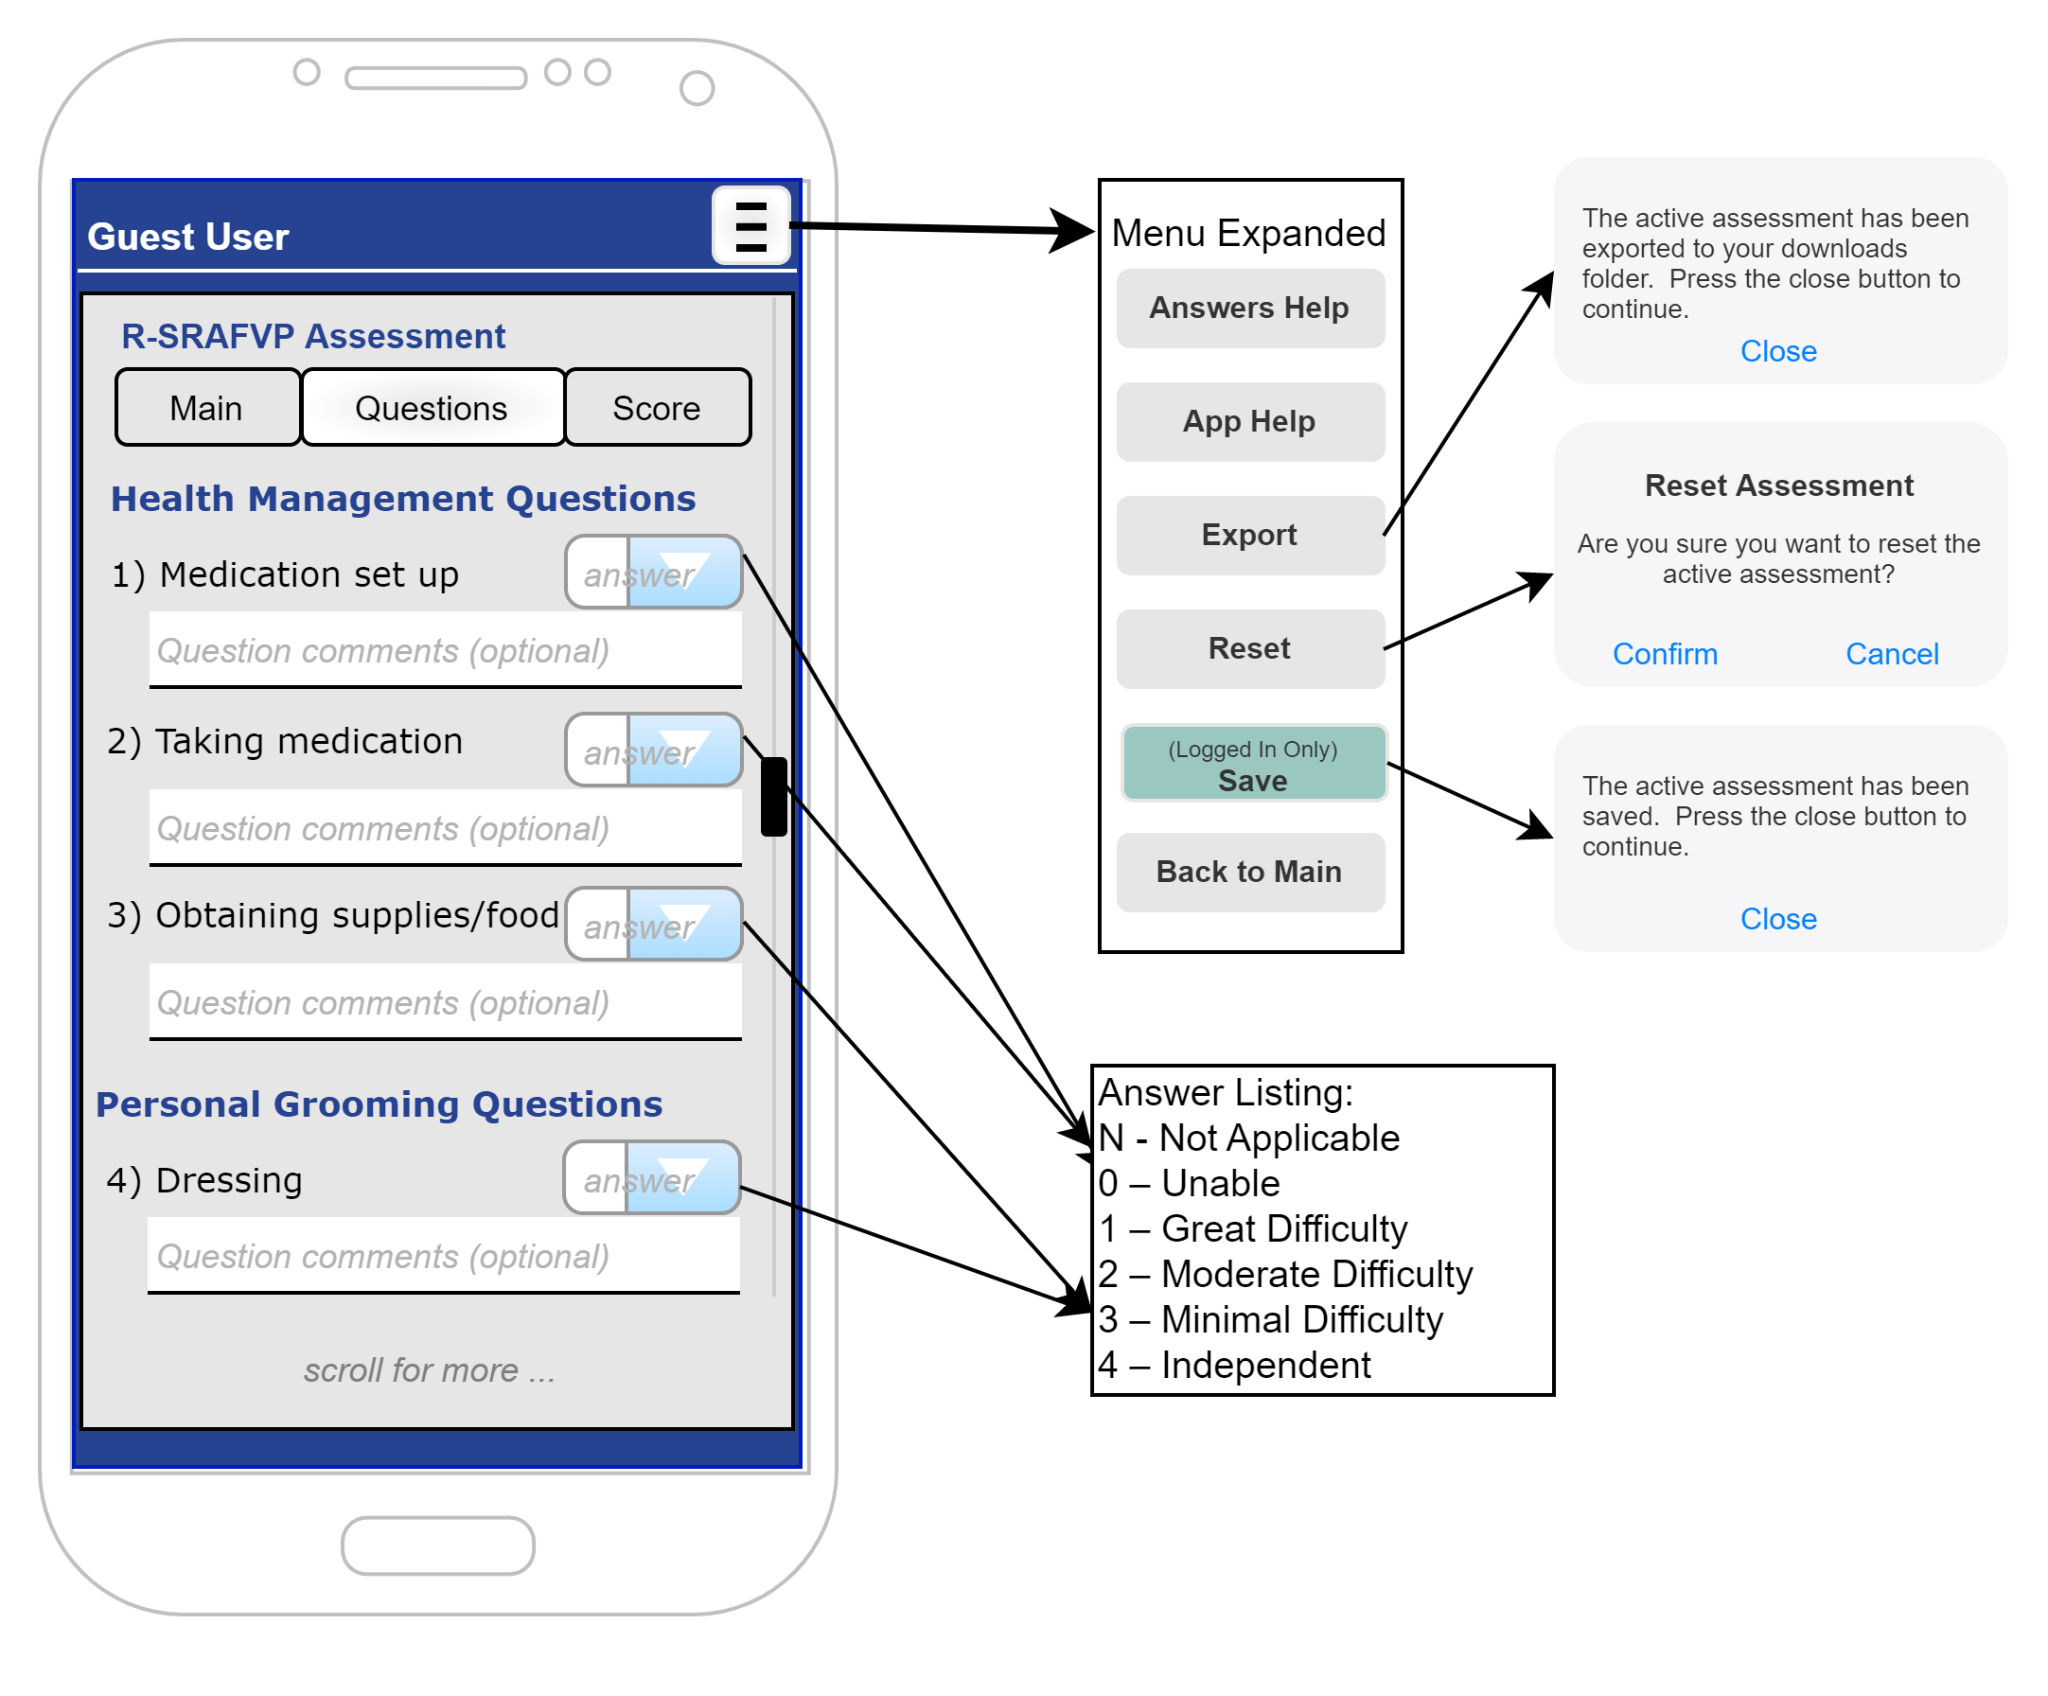 Guest User
R-SRAFVP Assessment
Main
Questions
Score
Health Management Questions
1) Medication set up
answer
Question comments (optional)
2) Taking medication
answer
Question comments (optional)
3) Obtaining supplies/food
answer
Question comments (optional)
Personal Grooming Questions
4) Dressing
answer
Question comments (optional)
scroll for more ...
Menu Expanded
Answers Help
App Help
Export
Reset
(Logged In Only)
Save
Back to Main
The active assessment has been
exported to your downloads
folder.  Press the close button to
continue.
Close
Reset Assessment
Are you sure you want to reset the
active assessment?
Confirm
Cancel
The active assessment has been
saved.  Press the close button to
continue.
Close
Answer Listing:
N - Not Applicable
0 – Unable
1 – Great Difficulty
2 – Moderate Difficulty
3 – Minimal Difficulty
4 – Independent